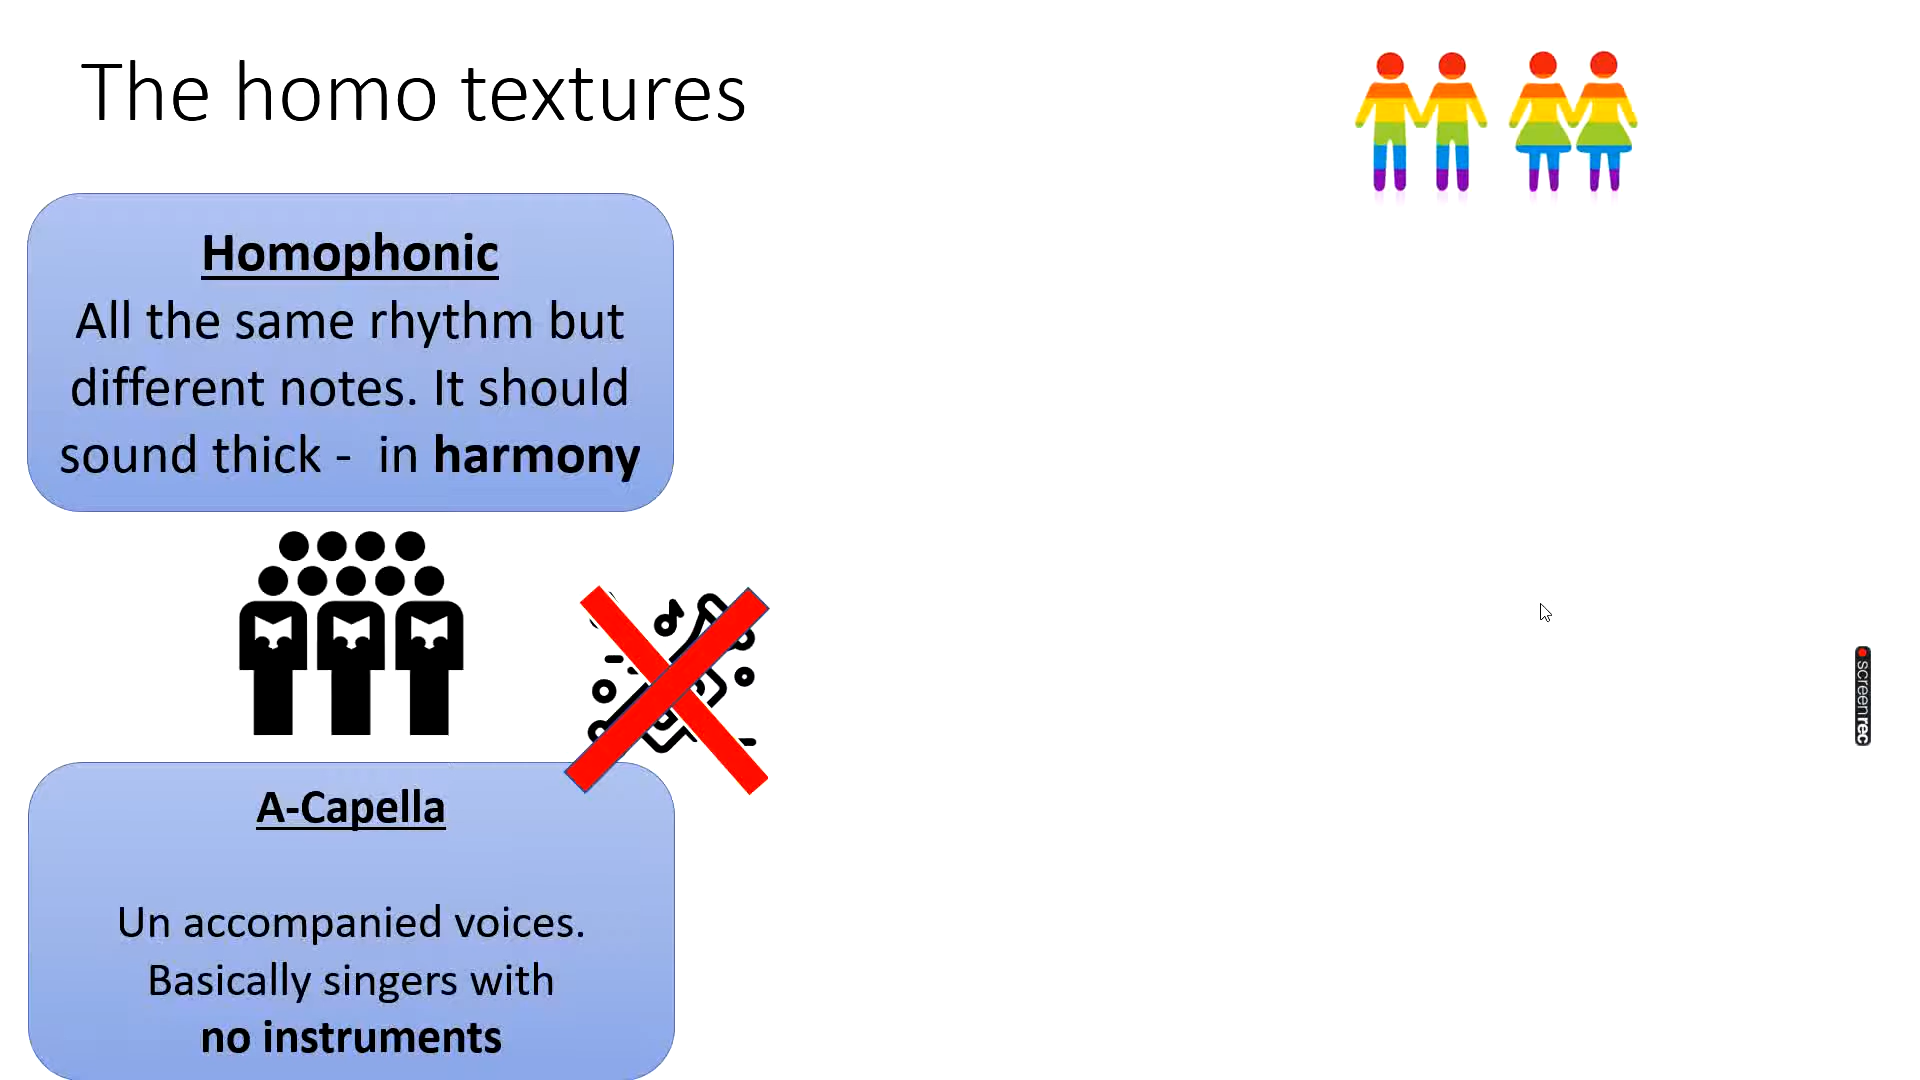 The homo textures
Homophonic
All the same rhythm but
different notes. It should
sound thick -  in harmony
A-Capella
Un accompanied voices.
Basically singers with
no instruments
screenrec